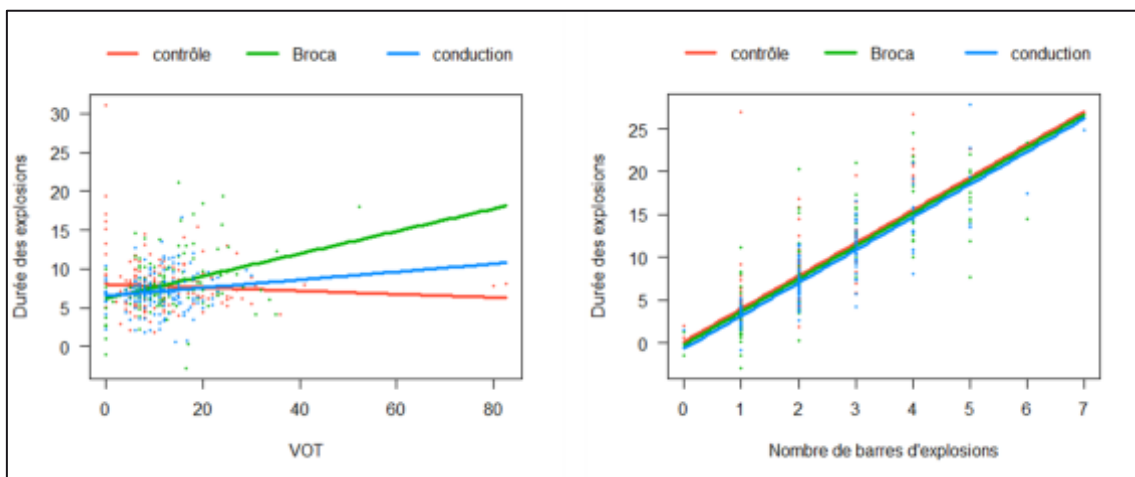 contrôle Broca conduction
Durée des explosions
30
25
20
15
10
5
0
0 20 40 60 80
VOT
contrôle Broca conduction
Durée des explosions
25
20
15
10
5
0
0 1 2 3 4 5 6 7
Nombre de barres d'explosions